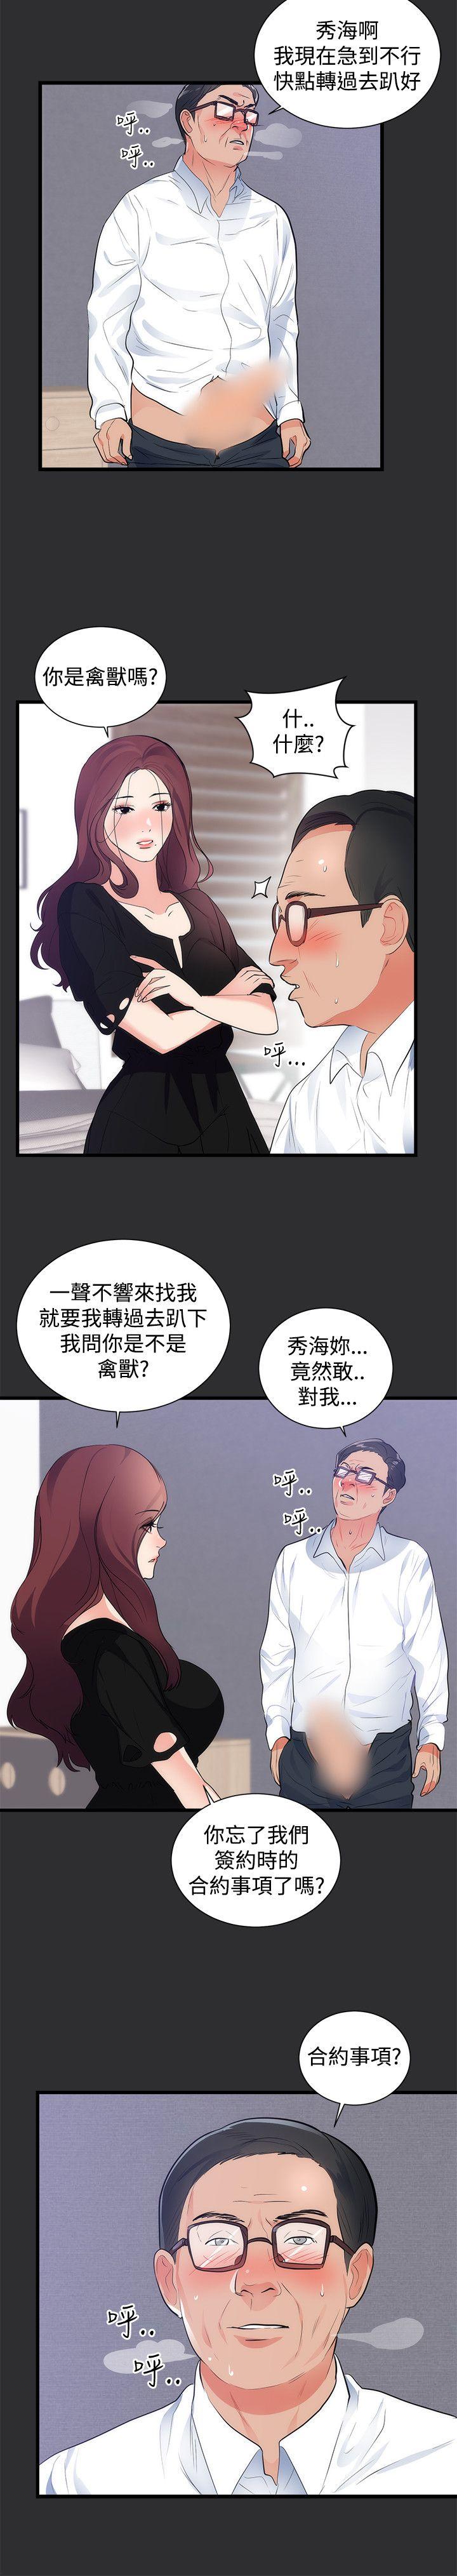 秀海啊
我現在急到不行
快點轉過去趴好
呼..
呼..
你是禽獸嗎?
什..
什麼?
呼...
一聲不響來找我
就要我轉過去趴下
我問你是不是
禽獸?
秀海妳...
竟然敢..
對我...
呼..
呼..
你忘了我們
簽約時的
合約事項了嗎?
合約事項?
呼..
呼..